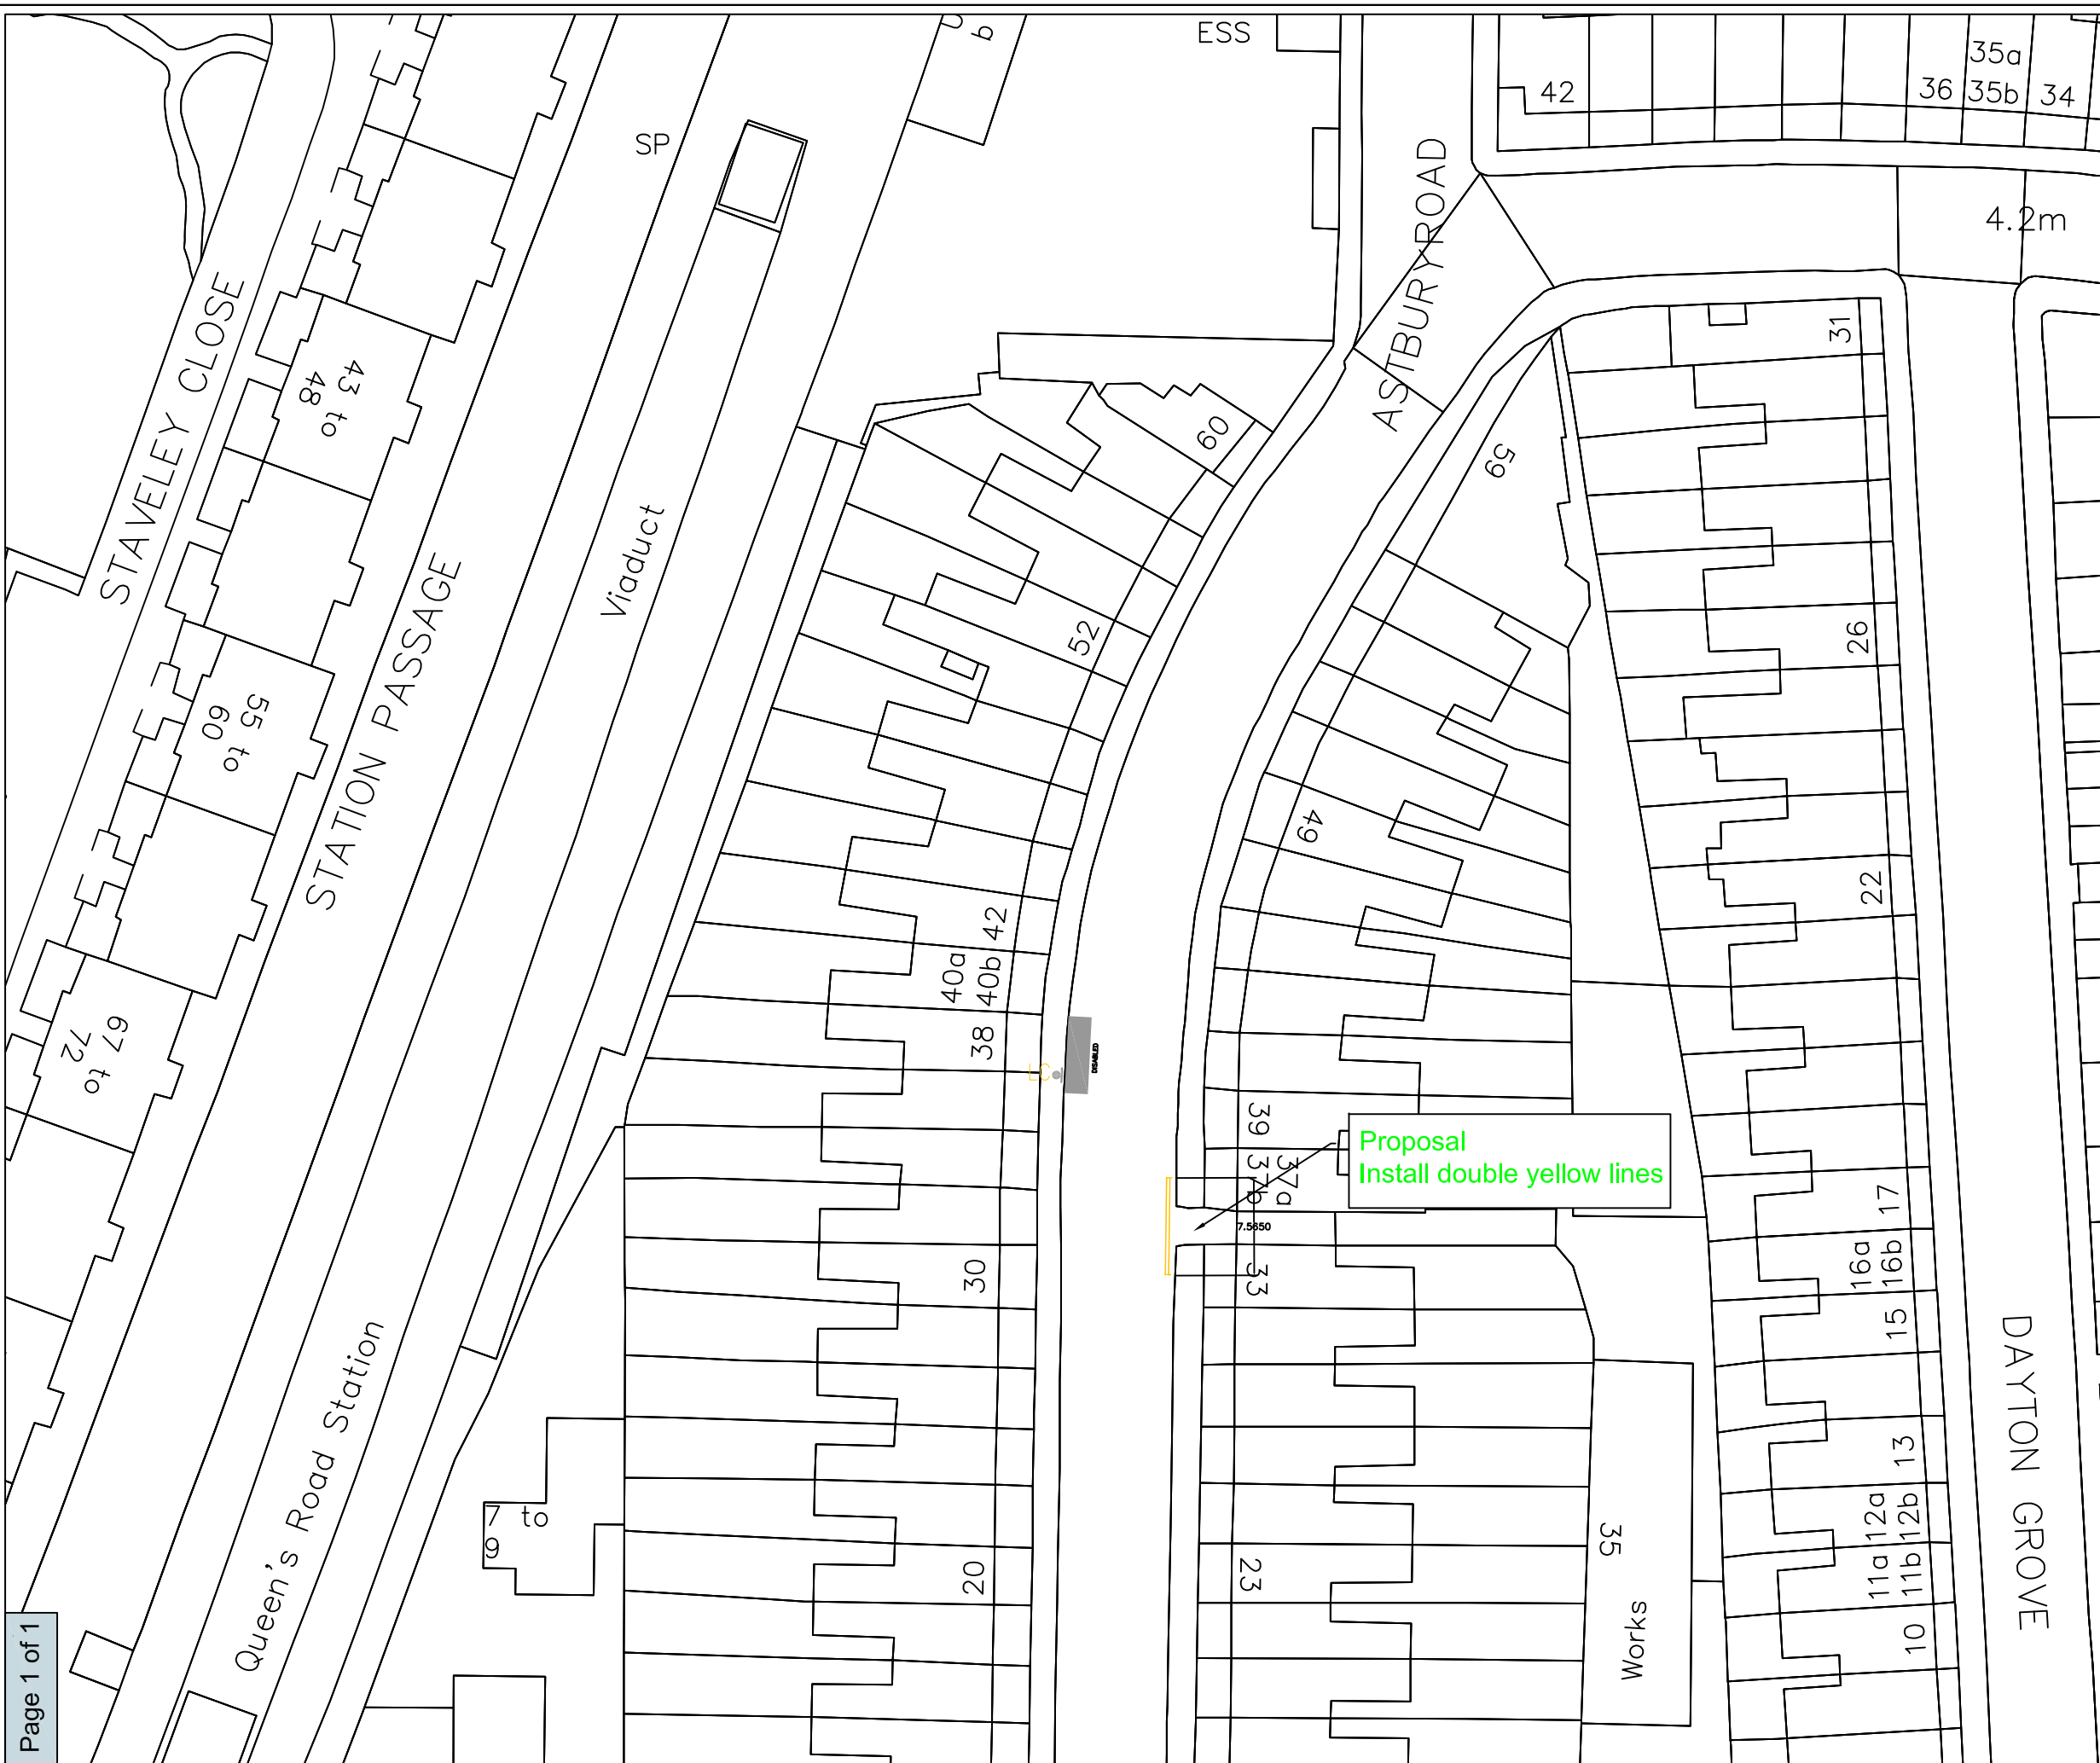 ESS
42
36
35a
35b
34
SP
4.2m
ASTBURY ROAD
STAVELEY CLOSE
43 to
48
31
60
59
Viaduct
STATION PASSAGE
52
26
55 to
60
49
22
42
40a
40b
38
67 to
72
LC
DISABLED
39
37a
37b
Proposal
Install double yellow lines
7.5650
33
30
17
16a
16b
15
13
12a
12b
11a
11b
10
DAYTON GROVE
Queen's Road Station
7 to
9
20
23
35
Works
Page 1 of 1